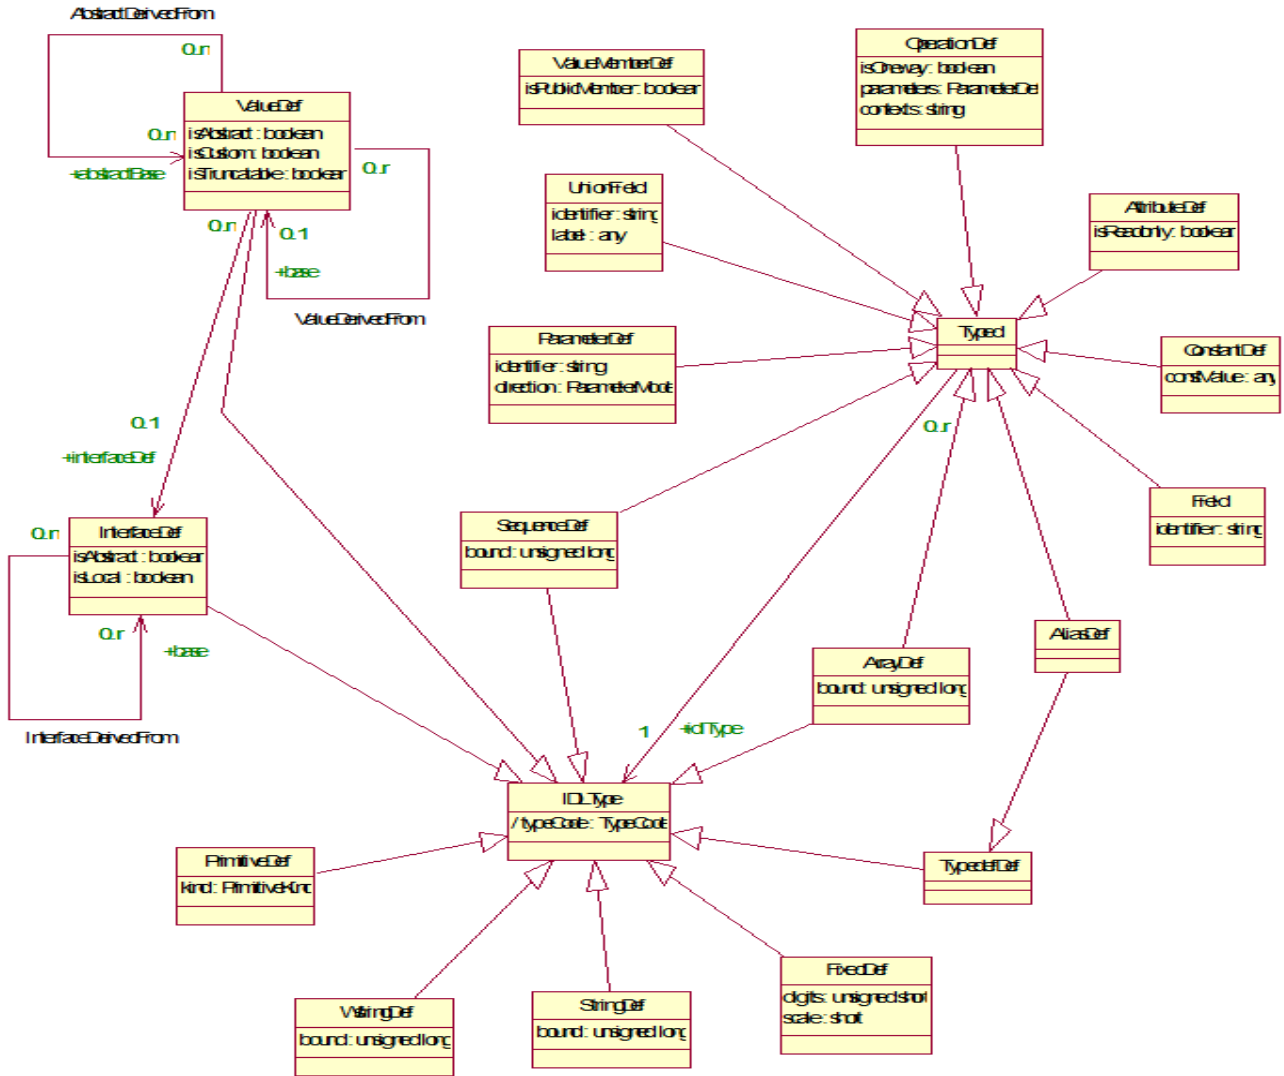 AbstractDerivedFrom
0..n
ValueDef
isAbstract : boolean
isCustom : boolean
isTruncatable : boolean
0..n
+abstractBase
0..n
0..n
0..1
+base
ValueDerivedFrom
0..1
+interfaceDef
InterfaceDef
isAbstract : boolean
isLocal : boolean
0..n
0..n
+base
InterfaceDerivedFrom
ValueMemberDef
isPublicMember : boolean
OperationDef
isOneway : boolean
parameters : ParameterDef
contexts : string
UnionField
identifier : string
label : any
AttributeDef
isReadonly : boolean
ParameterDef
identifier : string
direction : ParameterMode
Typed
ConstantDef
constValue : any
0..n
Field
identifier : string
SequenceDef
bound : unsigned long
AliasDef
ArrayDef
bound : unsigned long
1
+idlType
IDLType
/ typeCode : TypeCode
PrimitiveDef
kind : PrimitiveKind
TypedefDef
FixedDef
digits : unsigned short
scale : short
WstringDef
bound : unsigned long
StringDef
bound : unsigned long